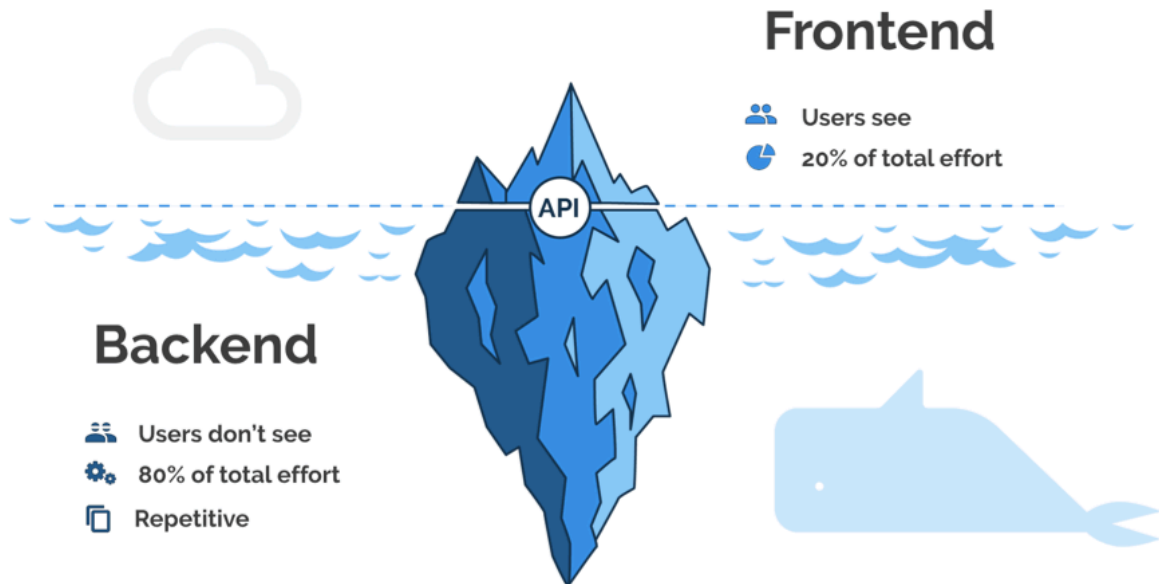 Frontend
Users see
20% of total effort
API
Backend
Users don’t see
80% of total effort
Repetitive